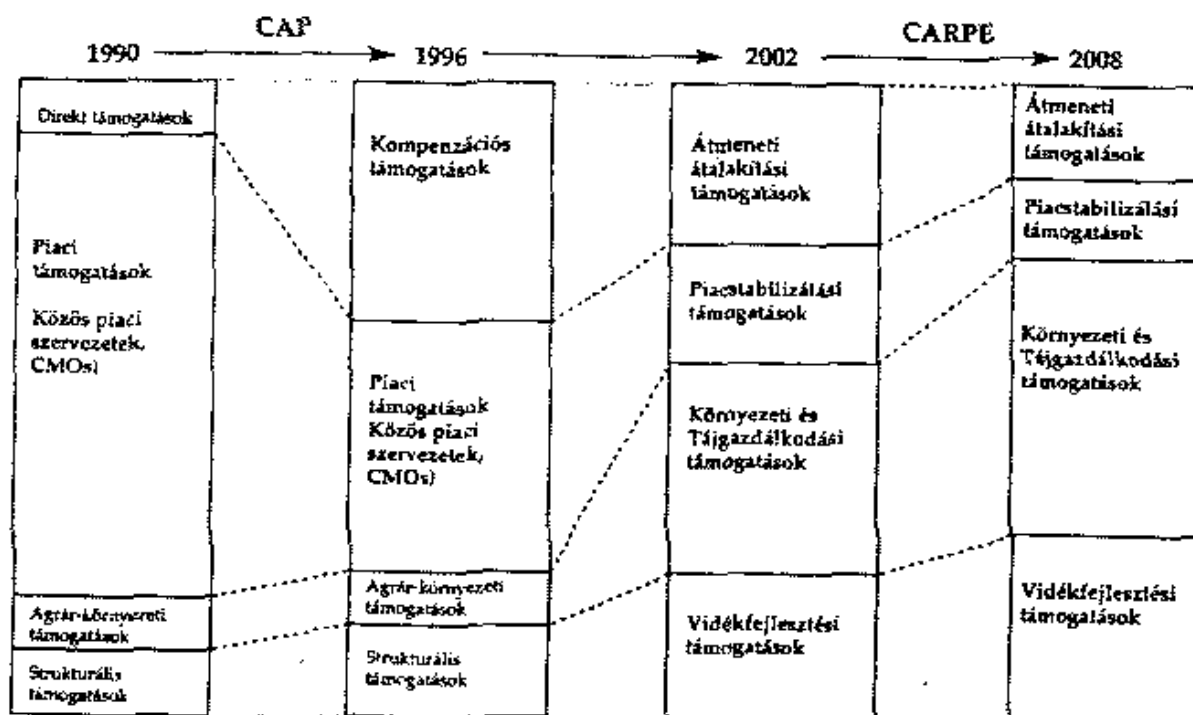 CAP
CARPE
1990
1996
2002
2008
Direkt támogatások
Piaci
támogatások
Közös piaci
szervezetek,
CMOs)
Agrár-környezeti
támogatások
Strukturális
támogatások
Kompenzációs
támogatások
Piaci
támogatások
Közös piaci
szervezetek,
CMOs)
Agrár-környezeti
támogatások
Strukturális
támogatások
Átmeneti
átalakítási
támogatások
Piacstabilizálási
támogatások
Környezeti és
Tájgazdálkodási
támogatások
Vidékfejlesztési
támogatások
Átmeneti
átalakítási
támogatások
Piacstabilizálási
támogatások
Környezeti és
Tájgazdálkodási
támogatások
Vidékfejlesztési
támogatások